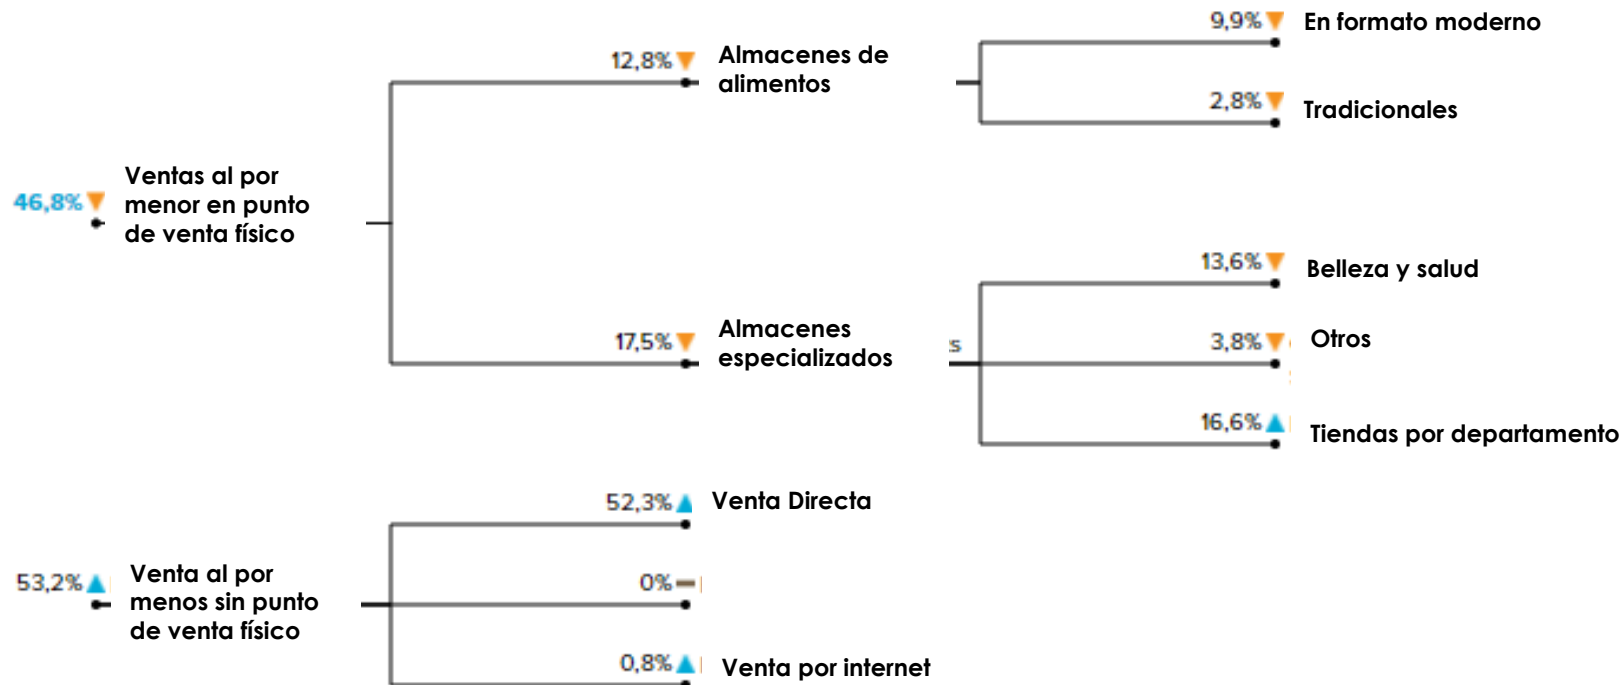 9,9% En formato moderno
12,8% Almacenes de
alimentos
2,8% Tradicionales
Ventas al por
46,8% menor en punto
de venta físico
13,6% Belleza y salud
17,5% Almacenes
especializados
3,8% Otros
16,6% Tiendas por departamento
52,3% Venta Directa
53,2% Venta al por
menos sin punto
de venta físico
0%
0,8% Venta por internet